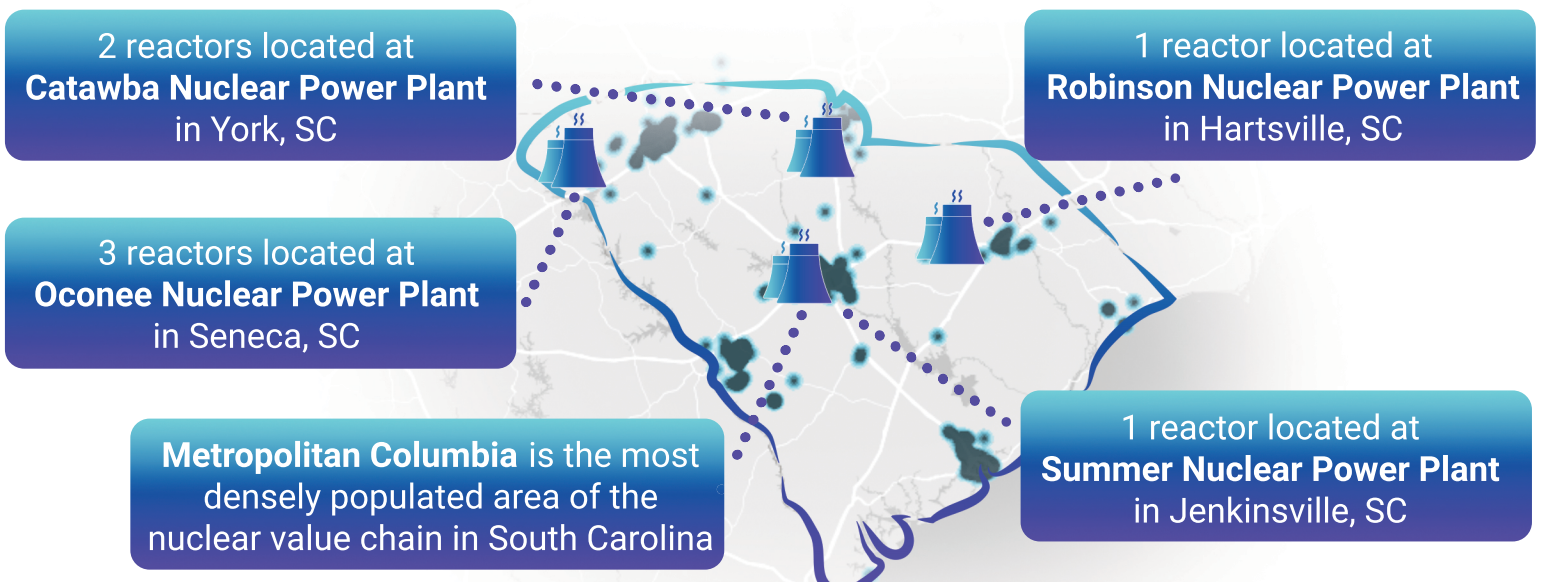 2 reactors located at
Catawba Nuclear Power Plant
in York, SC
1 reactor located at
Robinson Nuclear Power Plant
in Hartsville, SC
3 reactors located at
Oconee Nuclear Power Plant
in Seneca, SC
Metropolitan Columbia is the most
densely populated area of the
nuclear value chain in South Carolina
1 reactor located at
Summer Nuclear Power Plant
in Jenkinsville, SC